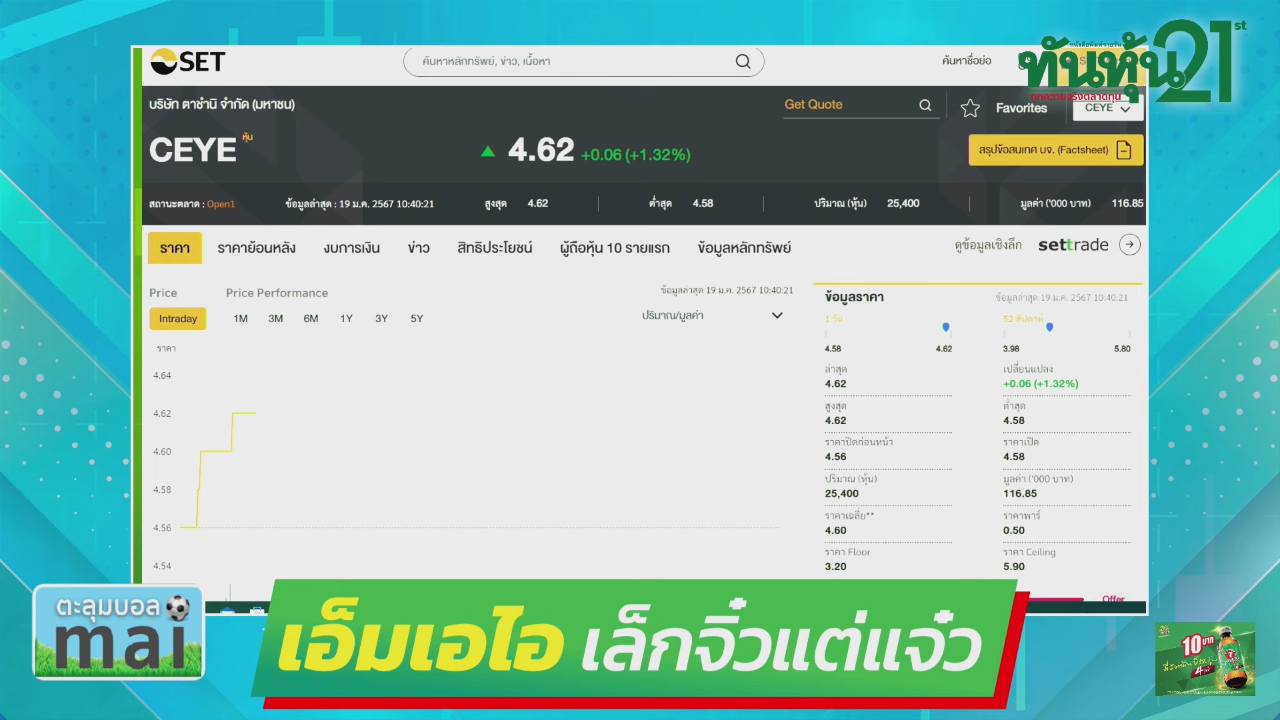 SET
ค้นหาหลักทรัพย์, ข่าว, เนื้อหา
ค้นหาชื่อย่อ
ทันหุ้น 21st
บริษัท ตาชำนิ จำกัด (มหาชน)
Get Quote
Favorites
CEYE
CEYE หุ้น
4.62 +0.06 (+1.32%)
สรุปข้อสนเทศ บจ. (Factsheet)
สถานะตลาด : Open1
ข้อมูลล่าสุด : 19 ม.ค. 2567 10:40:21
สูงสุด 4.62
ต่ำสุด 4.58
ปริมาณ (หุ้น) 25,400
มูลค่า ('000 บาท) 116.85
ราคา
ราคาย้อนหลัง
งบการเงิน
ข่าว
สิทธิประโยชน์
ผู้ถือหุ้น 10 รายแรก
ข้อมูลหลักทรัพย์
ดูข้อมูลเชิงลึก settrade
Price
Price Performance
ข้อมูลล่าสุด 19 ม.ค. 2567 10:40:21
Intraday
1M
3M
6M
1Y
3Y
5Y
ปริมาณ/มูลค่า
ราคา
4.64
4.62
4.60
4.58
4.56
4.54
ข้อมูลราคา
ข้อมูลล่าสุด 19 ม.ค. 2567 10:40:21
1 วัน
52 สัปดาห์
4.58
4.62
3.98
5.80
ล่าสุด
เปลี่ยนแปลง
4.62
+0.06 (+1.32%)
สูงสุด
ต่ำสุด
4.62
4.58
ราคาปิดก่อนหน้า
ราคาเปิด
4.56
4.58
ปริมาณ (หุ้น)
มูลค่า ('000 บาท)
25,400
116.85
ราคาเฉลี่ย**
ราคาพาร์
4.60
0.50
ราคา Floor
ราคา Ceiling
3.20
5.90
Offer
ตะลุมบอล
mai
เอ็มเอไอ เล็กจิ๋วแต่แจ๋ว
10 บาท